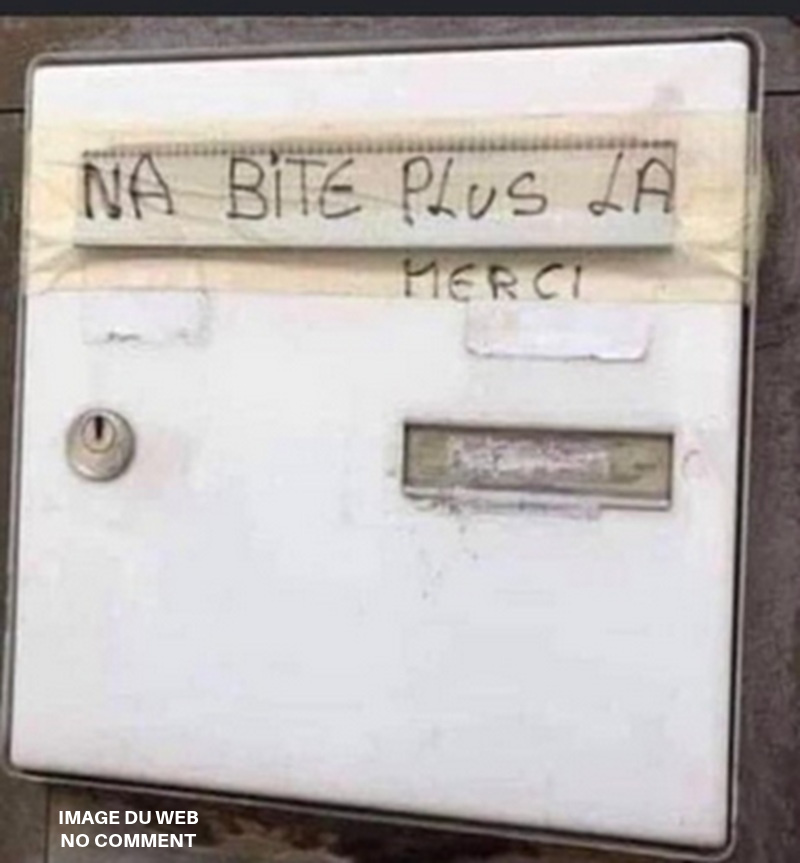 NA BiTE PLUS LA
MERCI
IMAGE DU WEB
NO COMMENT